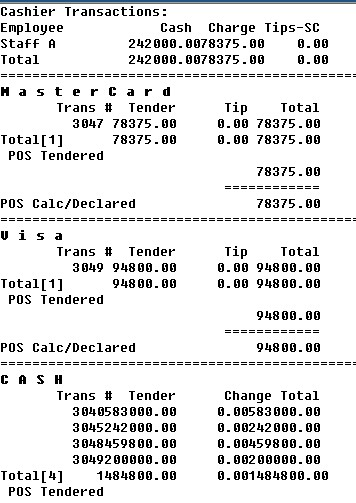 Cashier Transactions:
Employee Cash Charge Tips-SC
Staff A 242000.0078375.00 0.00
Total 242000.0078375.00 0.00
================================================
M a s t e r C a r d
Trans # Tender Tip Total
3047 78375.00 0.00 78375.00
Total[1] 78375.00 0.00 78375.00
POS Tendered
78375.00
=============
POS Calc/Declared 78375.00
================================================
V i s a
Trans # Tender Tip Total
3049 94800.00 0.00 94800.00
Total[1] 94800.00 0.00 94800.00
POS Tendered
94800.00
=============
POS Calc/Declared 94800.00
================================================
C A S H
Trans # Tender Change Total
3040583000.00 0.00583000.00
3045242000.00 0.00242000.00
3048459800.00 0.00459800.00
3049200000.00 0.00200000.00
Total[4] 1484800.00 0.001484800.00
POS Tendered